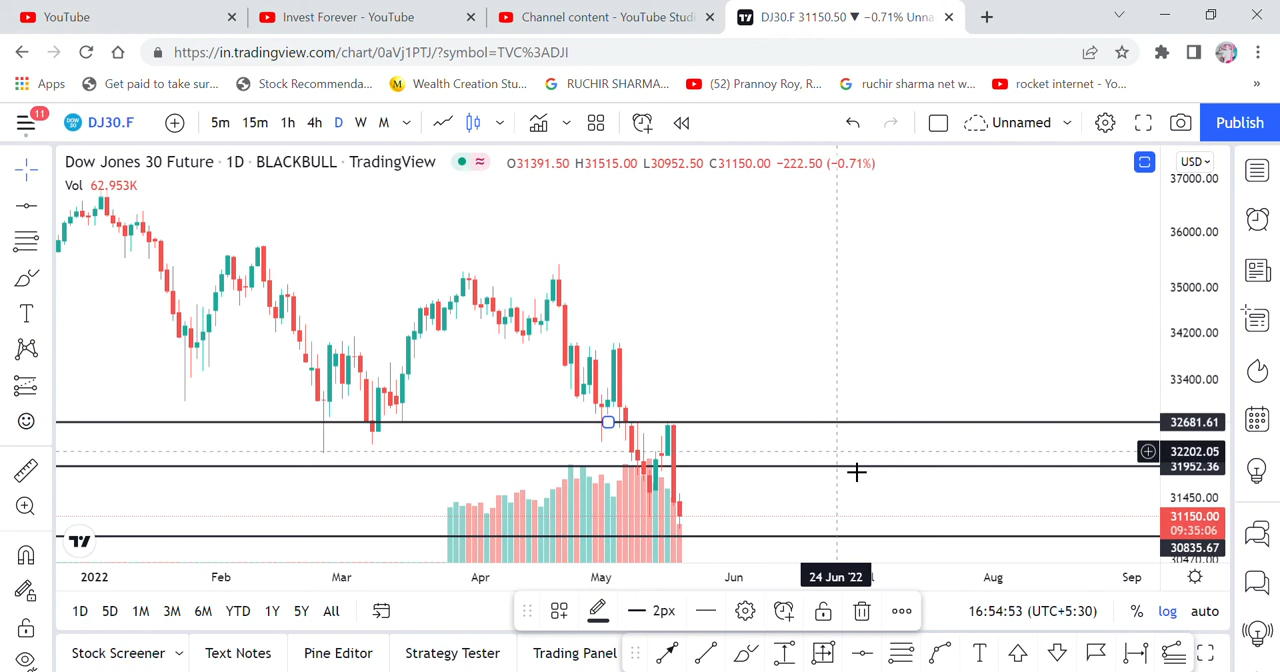 YouTube
Invest Forever - YouTube
Channel content - YouTube Studi
DJ30.F 31150.50 ▼ −0.71% Unna
https://in.tradingview.com/chart/0aVj1PTJ/?symbol=TVC%3ADJI
Apps
Get paid to take sur...
Stock Recommenda...
M
Wealth Creation Stu...
RUCHIR SHARMA...
(52) Prannoy Roy, R...
ruchir sharma net w...
rocket internet - Yo...
»
11
DJ30.F
5m 15m 1h 4h D W M
Unnamed
Publish
Dow Jones 30 Future · 1D · BLACKBULL · TradingView
O31391.50 H31515.00 L30952.50 C31150.00 −222.50 (−0.71%)
Vol 62.953K
USD
37000.00
36000.00
35000.00
34200.00
33400.00
32681.61
32202.05
31952.36
31450.00
31150.00
09:35:06
30835.67
30470.00
2022 Feb Mar Apr May Jun 24 Jun '22 Aug Sep
1D 5D 1M 3M 6M YTD 1Y 5Y All
2px
16:54:53 (UTC+5:30)
% log auto
Stock Screener
Text Notes
Pine Editor
Strategy Tester
Trading Panel